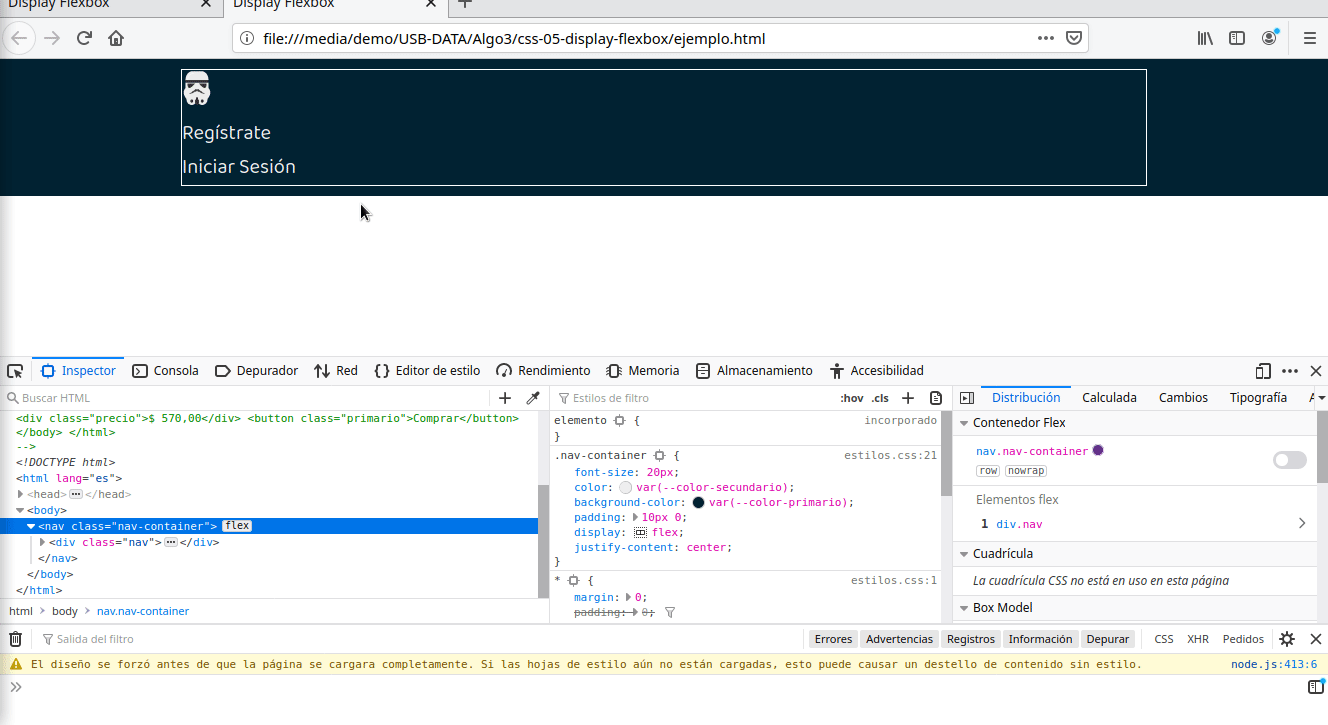 Display Flexbox
Display Flexbox
file:///media/demo/USB-DATA/Algo3/css-05-display-flexbox/ejemplo.html
Regístrate
Iniciar Sesión
Inspector Consola Depurador Red Editor de estilo Rendimiento Memoria Almacenamiento Accesibilidad
Buscar HTML
<div class="precio">$ 570,00</div> <button class="primario">Comprar</button>
</body> </html>
-->
<!DOCTYPE html>
<html lang="es">
<head> </head>
<body>
<nav class="nav-container"> flex
<div class="nav"> </div>
</nav>
</body>
</html>
html body nav.nav-container
Estilos de filtro :hov .cls
elemento { incorporado
}
.nav-container { estilos.css:21
font-size: 20px;
color: var(--color-secundario);
background-color: var(--color-primario);
padding: 10px 0;
display: flex;
justify-content: center;
}
* { estilos.css:1
margin: 0;
padding: 0;
Distribución Calculada Cambios Tipografía
Contenedor Flex
nav.nav-container
row nowrap
Elementos flex
1 div.nav
Cuadrícula
La cuadrícula CSS no está en uso en esta página
Box Model
Salida del filtro Errores Advertencias Registros Información Depurar CSS XHR Pedidos
El diseño se forzó antes de que la página se cargara completamente. Si las hojas de estilo aún no están cargadas, esto puede causar un destello de contenido sin estilo. node.js:413:6